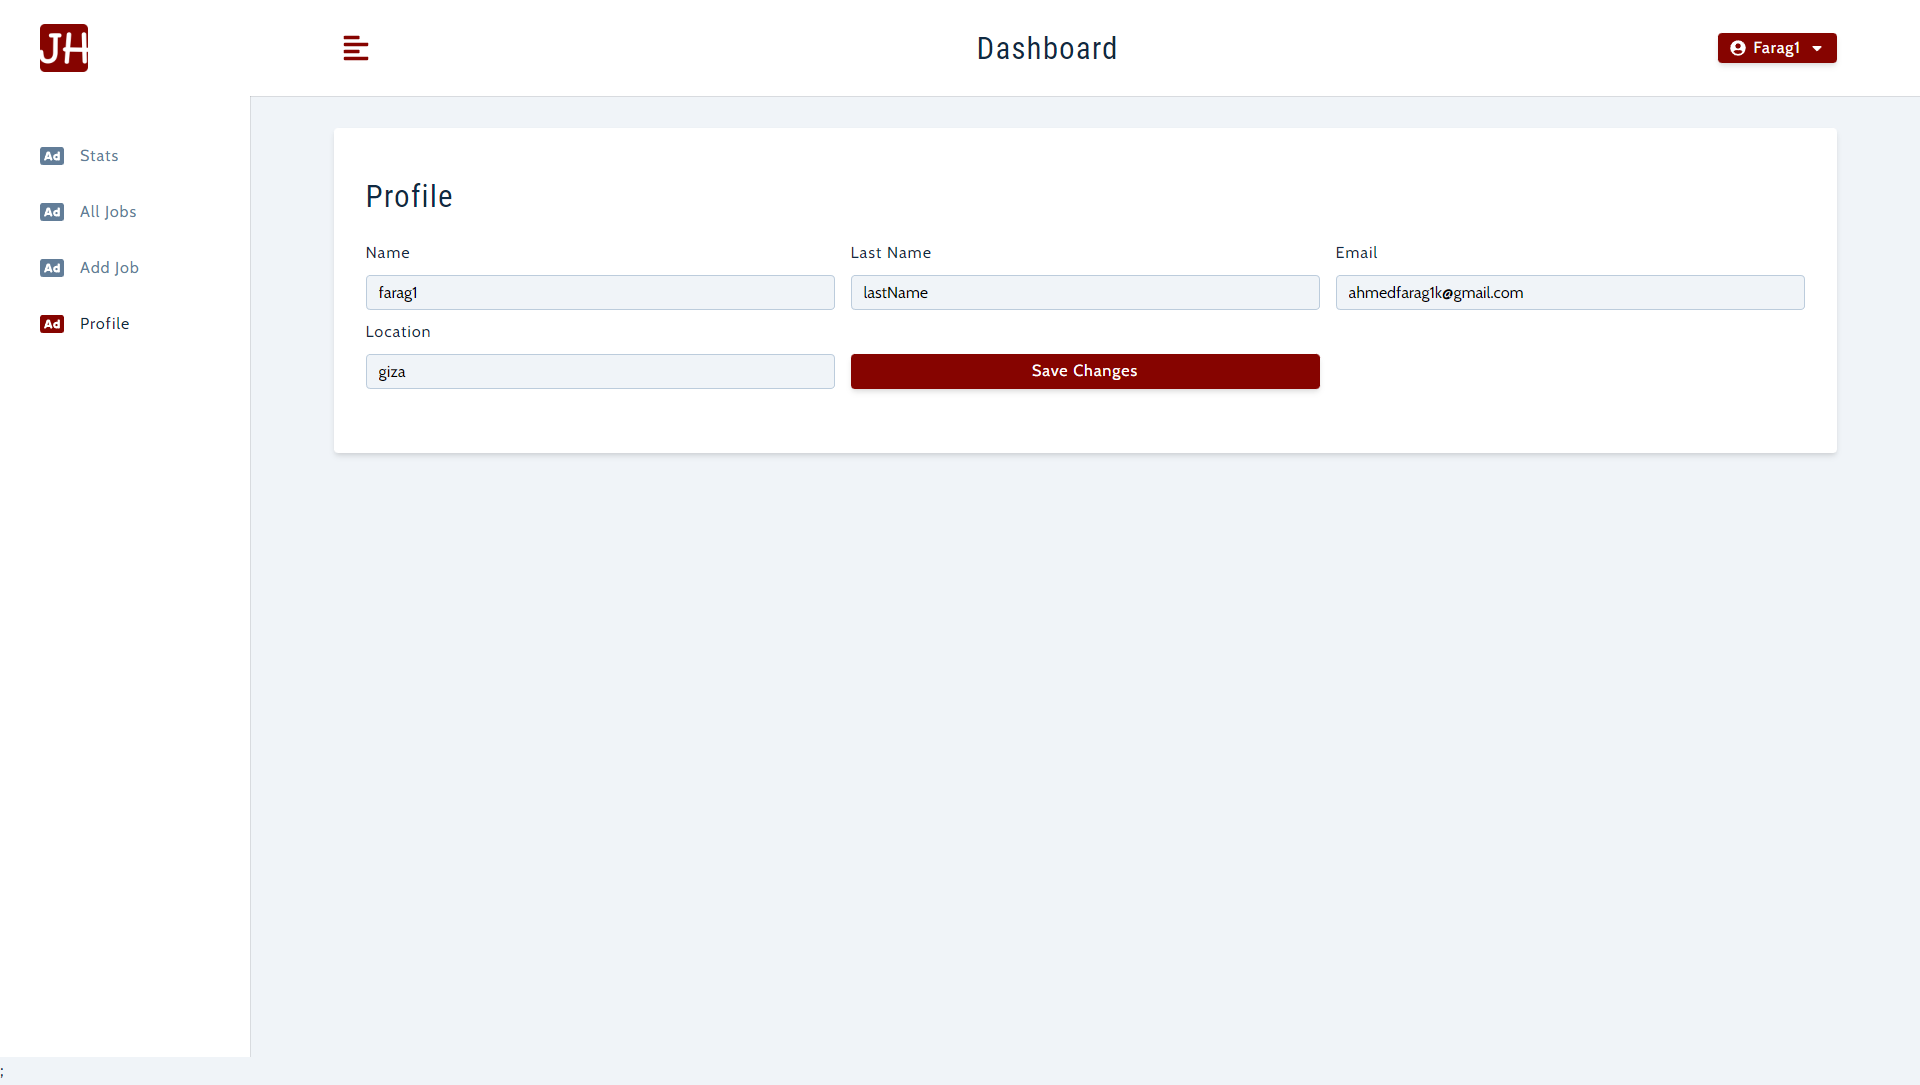 JH
Dashboard
Farag1
Ad Stats
Ad All Jobs
Ad Add Job
Ad Profile
Profile
Name
Last Name
Email
farag1
lastName
ahmedfarag1k@gmail.com
Location
giza
Save Changes
;